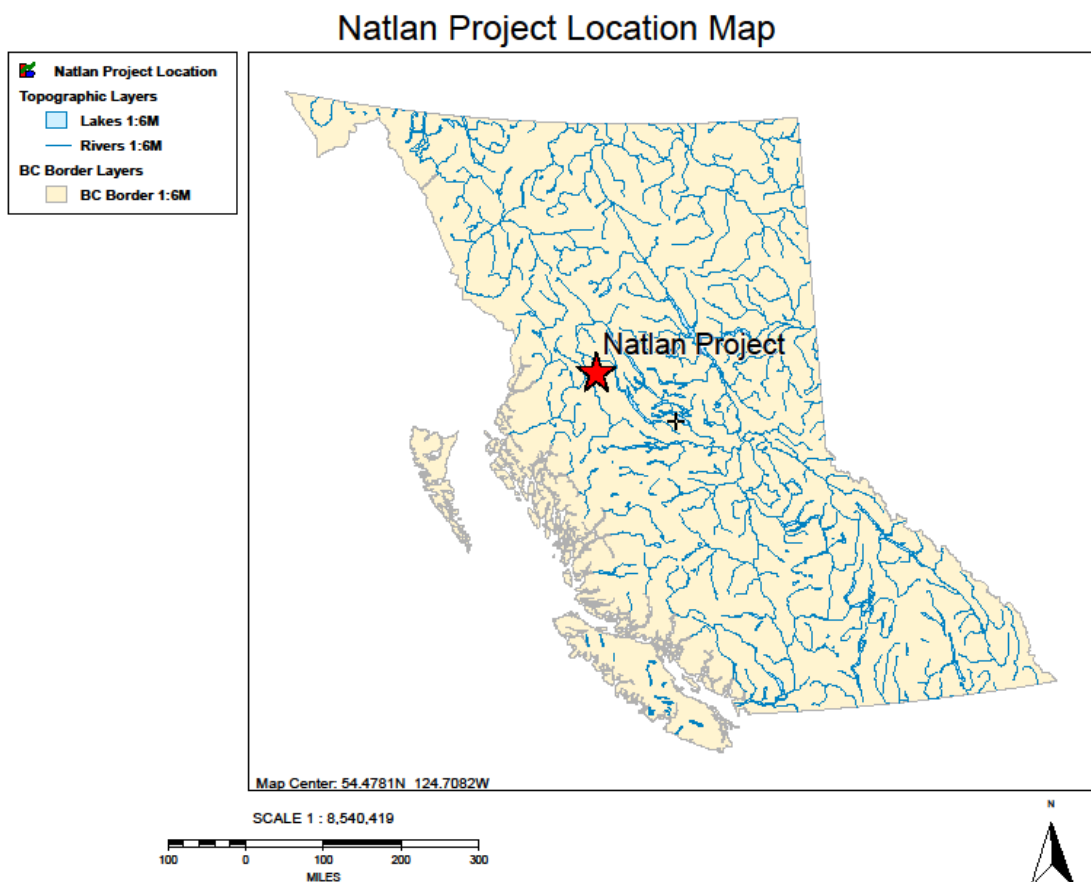 Natlan Project Location Map
Natlan Project Location
Topographic Layers
Lakes 1:6M
Rivers 1:6M
BC Border Layers
BC Border 1:6M
Natlan Project
Map Center: 54.4781N 124.7082W
SCALE 1 : 8,540,419
100 0 100 200 300
MILES
N